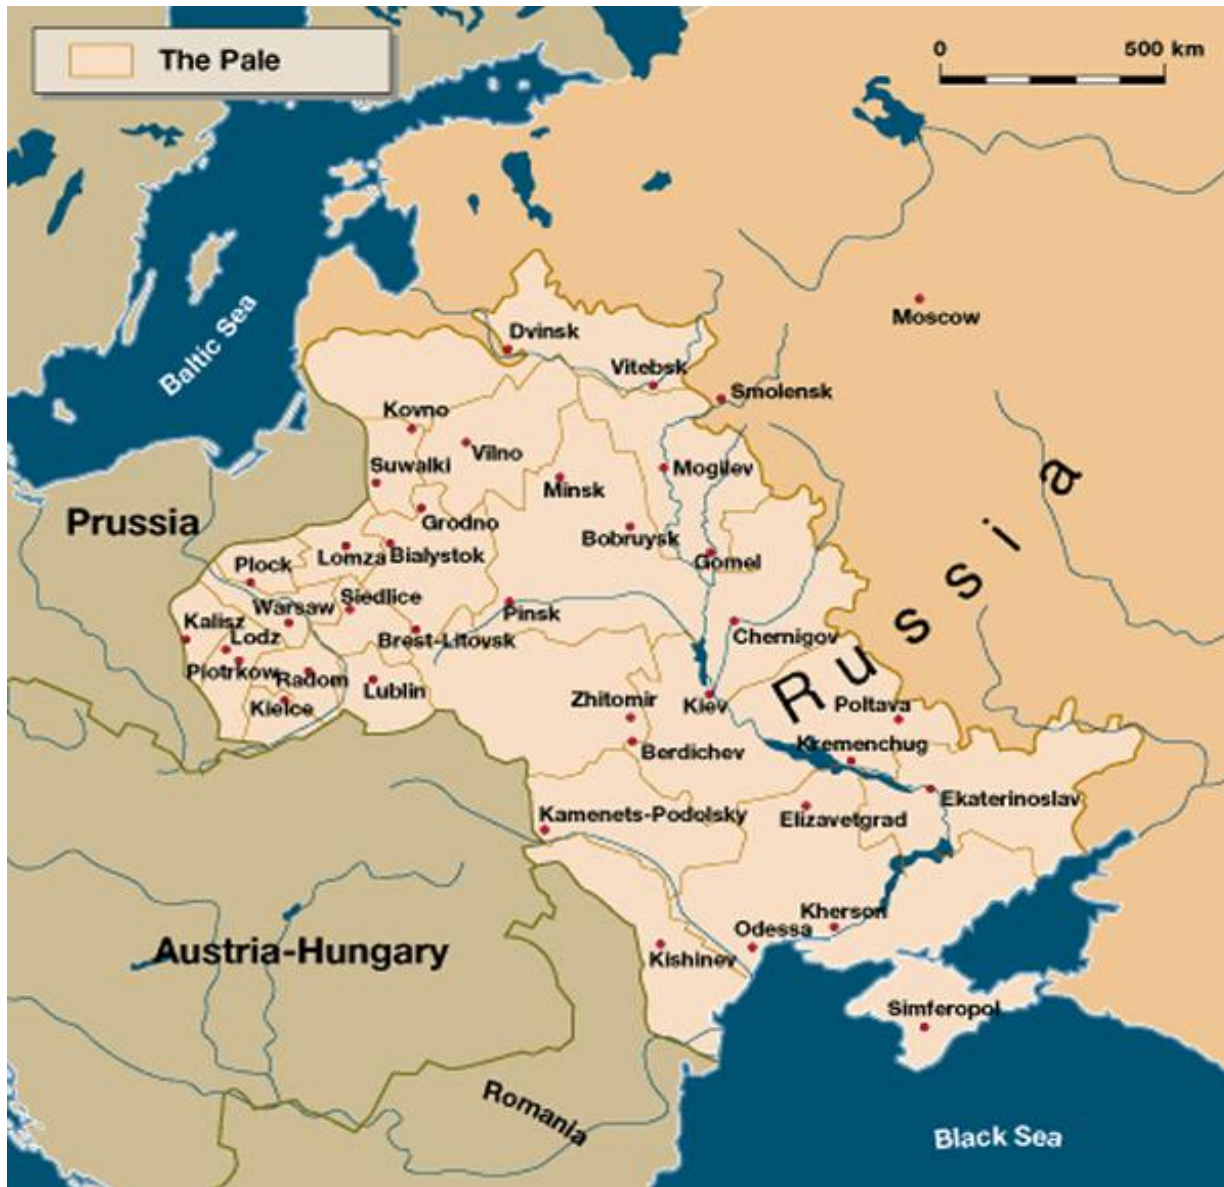 The Pale
0 500 km
Moscow
Baltic Sea
Dvinsk
Vitebsk
Smolensk
Kovno
Vilno
Suwalki
Mogilev
Minsk
Prussia
Grodno
Bobruysk
Lomza
Bialystok
Gomel
Plock
Siedlice
Warsaw
Pinsk
Kalisz
Lodz
Brest-Litovsk
Chernigov
Russia
Piotrkow
Radom
Lublin
Kielce
Zhitomir
Kiev
Poltava
Berdichev
Kremenchug
Ekaterinoslav
Kamenets-Podolsky
Elizavetgrad
Kherson
Odessa
Austria-Hungary
Kishinev
Simferopol
Romania
Black Sea